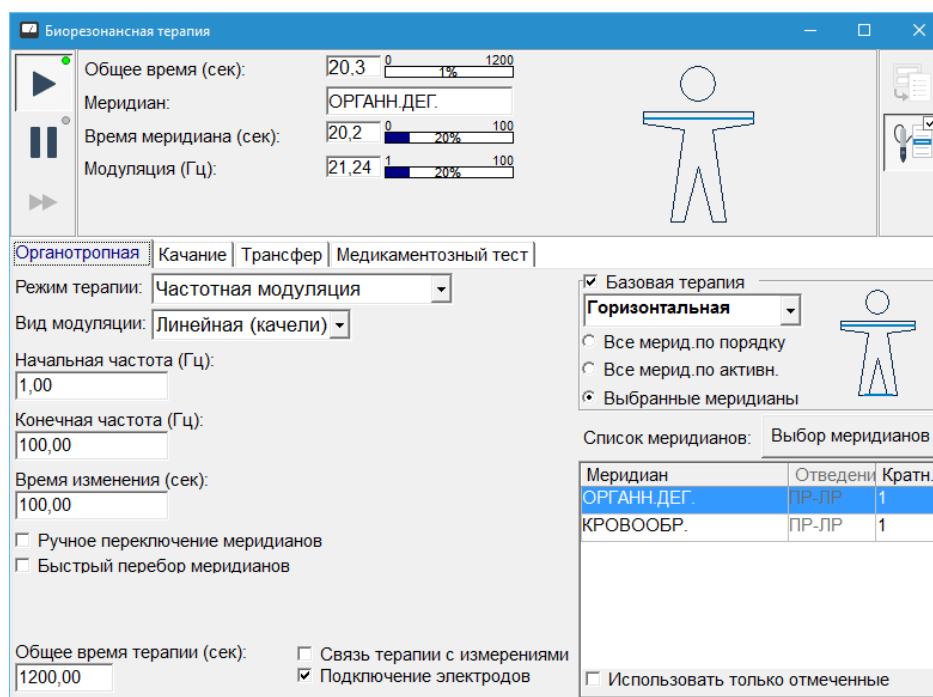 Биорезонансная терапия
Общее время (сек): 20,3 0 1200 1%
Меридиан: ОРГАНН.ДЕГ.
Время меридиана (сек): 20,2 0 100 20%
Модуляция (Гц): 21,24 1 100 20%
Органотропная Качание Трансфер Медикаментозный тест
Режим терапии: Частотная модуляция
Вид модуляции: Линейная (качели)
Начальная частота (Гц):
1,00
Конечная частота (Гц):
100,00
Время изменения (сек):
100,00
Ручное переключение меридианов
Быстрый перебор меридианов
Общее время терапии (сек):
1200,00
Связь терапии с измерениями
Подключение электродов
Базовая терапия
Горизонтальная
Все мерид.по порядку
Все мерид.по активн.
Выбранные меридианы
Список меридианов: Выбор меридианов
Меридиан Отведени Кратн.
ОРГАНН.ДЕГ. ПР-ЛР 1
КРОВООБР. ПР-ЛР 1
Использовать только отмеченные